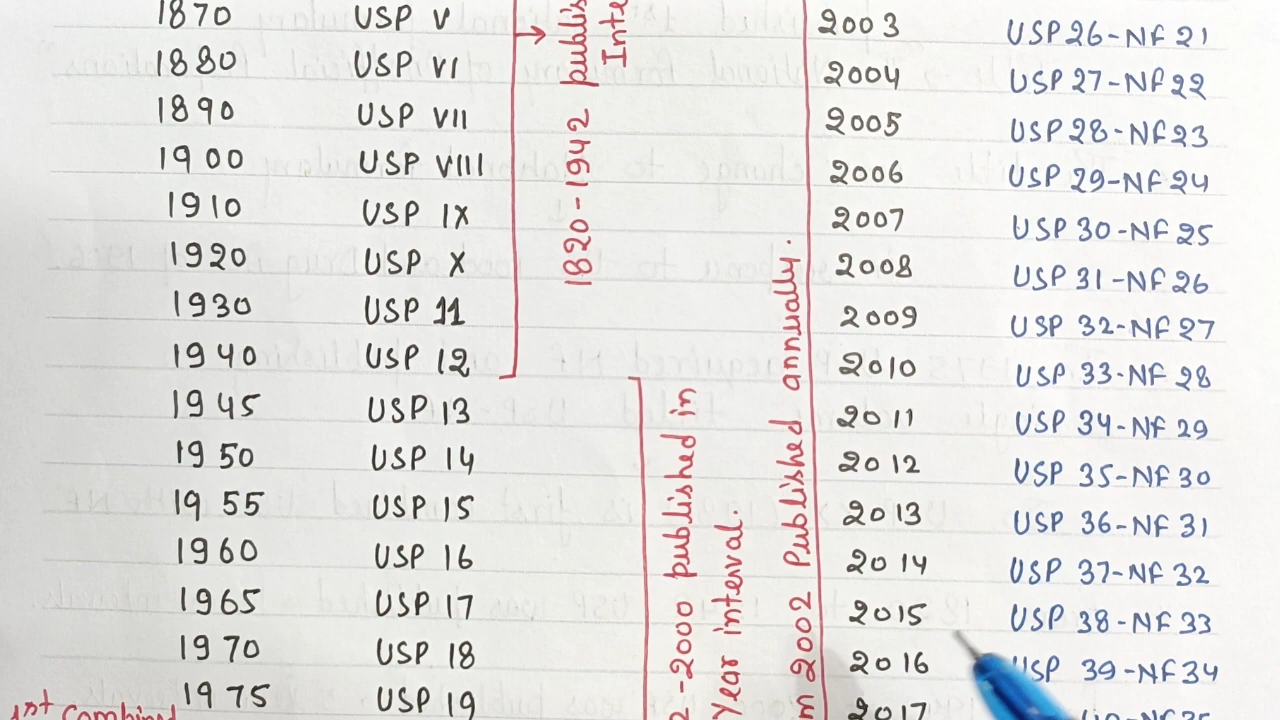 1870 USP V
1880 USP VI
1890 USP VII
1900 USP VIII
1910 USP IX
1920 USP X
1930 USP 11
1940 USP 12
1945 USP 13
1950 USP 14
1955 USP 15
1960 USP 16
1965 USP 17
1970 USP 18
1975 USP 19
1st Combined
1820-1942 publis
Inte
-2000 published in
Year interval.
2002 Published annually.
2003 USP 26-NF 21
2004 USP 27-NF 22
2005 USP 28-NF 23
2006 USP 29-NF 24
2007 USP 30-NF 25
2008 USP 31-NF 26
2009 USP 32-NF 27
2010 USP 33-NF 28
2011 USP 34-NF 29
2012 USP 35-NF 30
2013 USP 36-NF 31
2014 USP 37-NF 32
2015 USP 38-NF 33
2016 USP 39-NF 34
2017